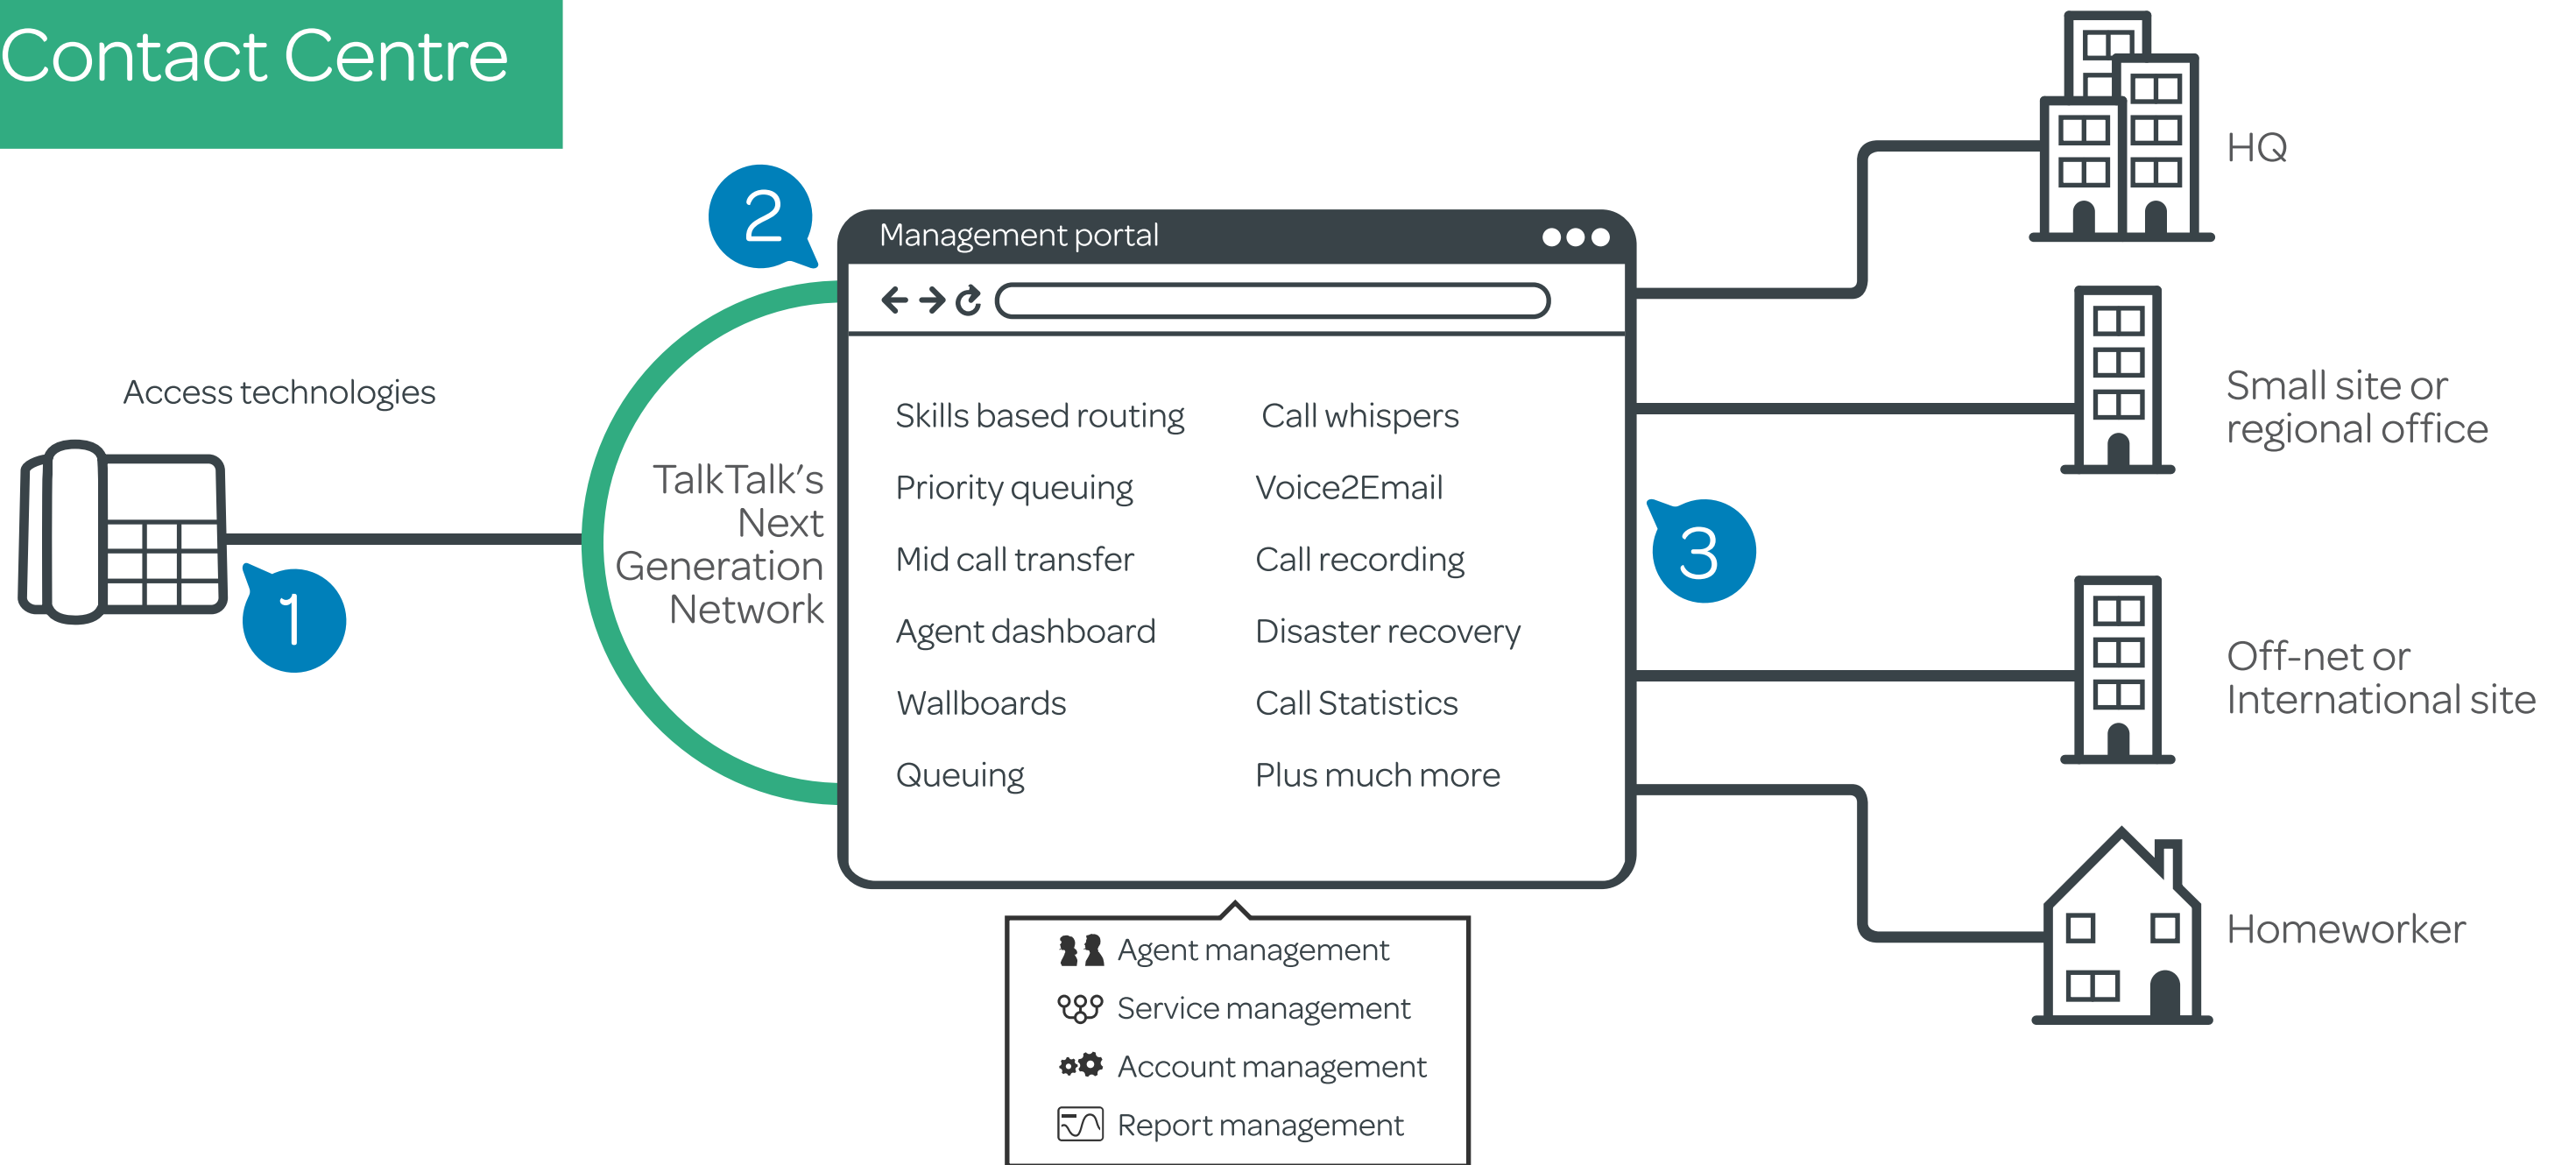 Contact Centre
2
Management portal
HQ
Access technologies
1
TalkTalk's
Next
Generation
Network
Skills based routing
Priority queuing
Mid call transfer
Agent dashboard
Wallboards
Queuing
Call whispers
Voice2Email
Call recording
Disaster recovery
Call Statistics
Plus much more
3
Small site or
regional office
Off-net or
International site
Homeworker
Agent management
Service management
Account management
Report management